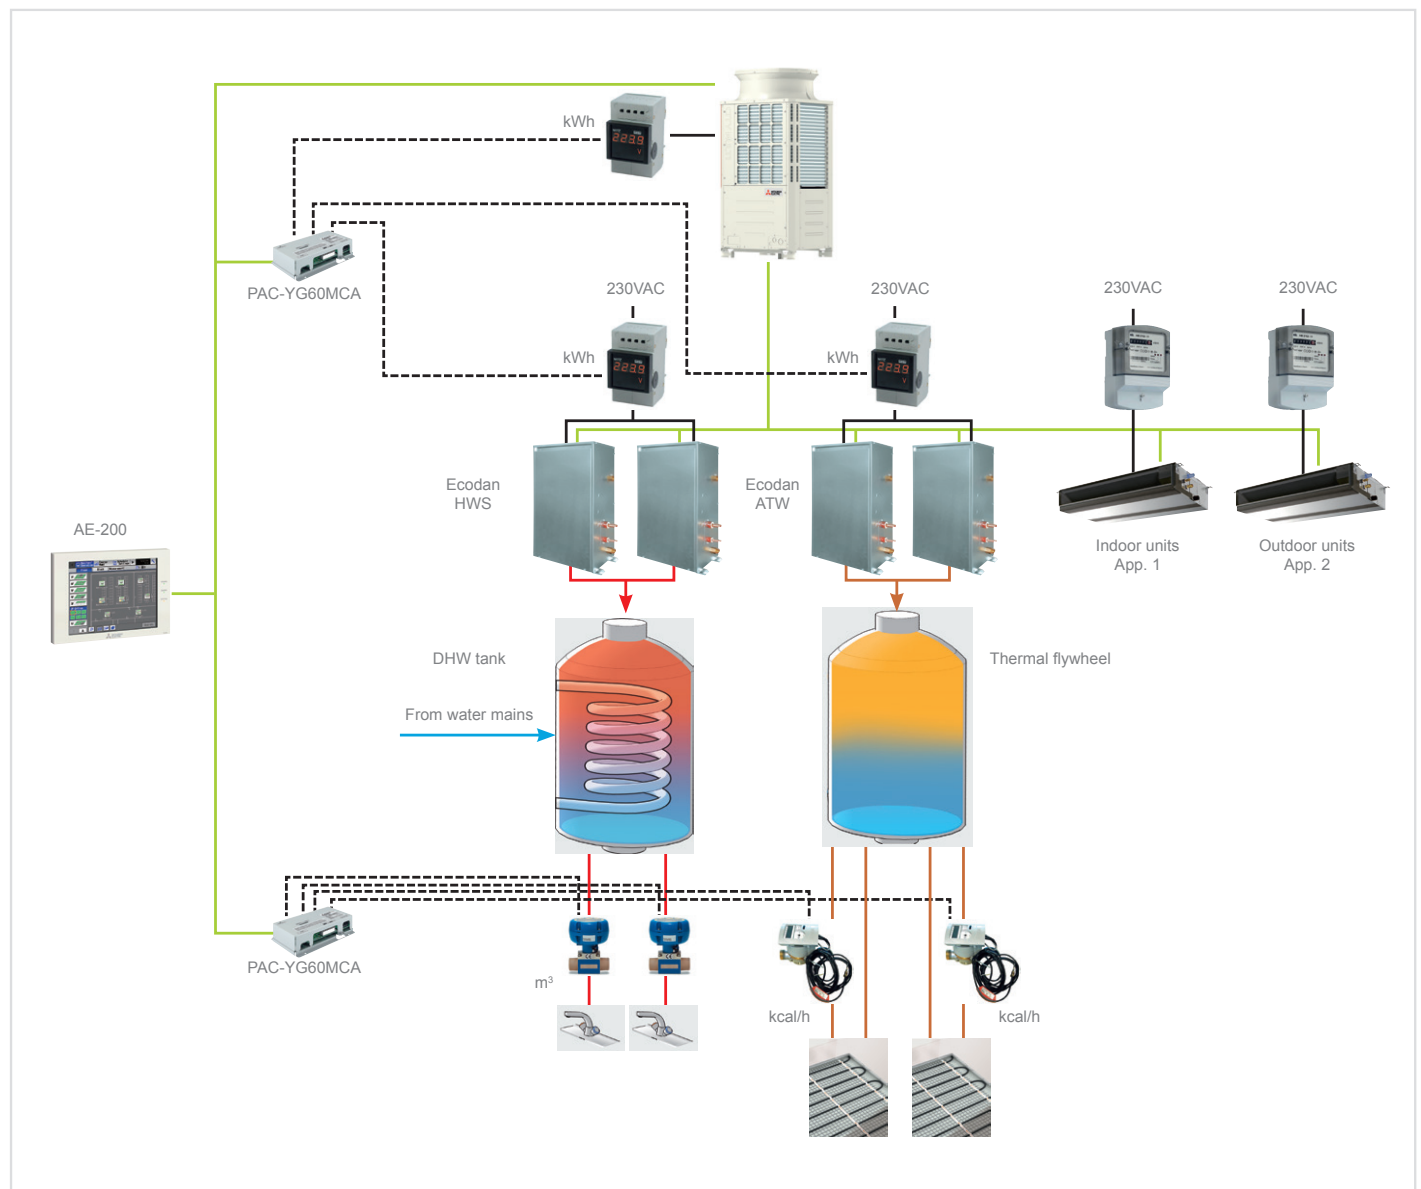 kWh
PAC-YG60MCA
230VAC
230VAC
230VAC
230VAC
kWh
kWh
Ecodan
HWS
Ecodan
ATW
AE-200
Indoor units
App. 1
Outdoor units
App. 2
DHW tank
Thermal flywheel
From water mains
PAC-YG60MCA
m³
kcal/h
kcal/h